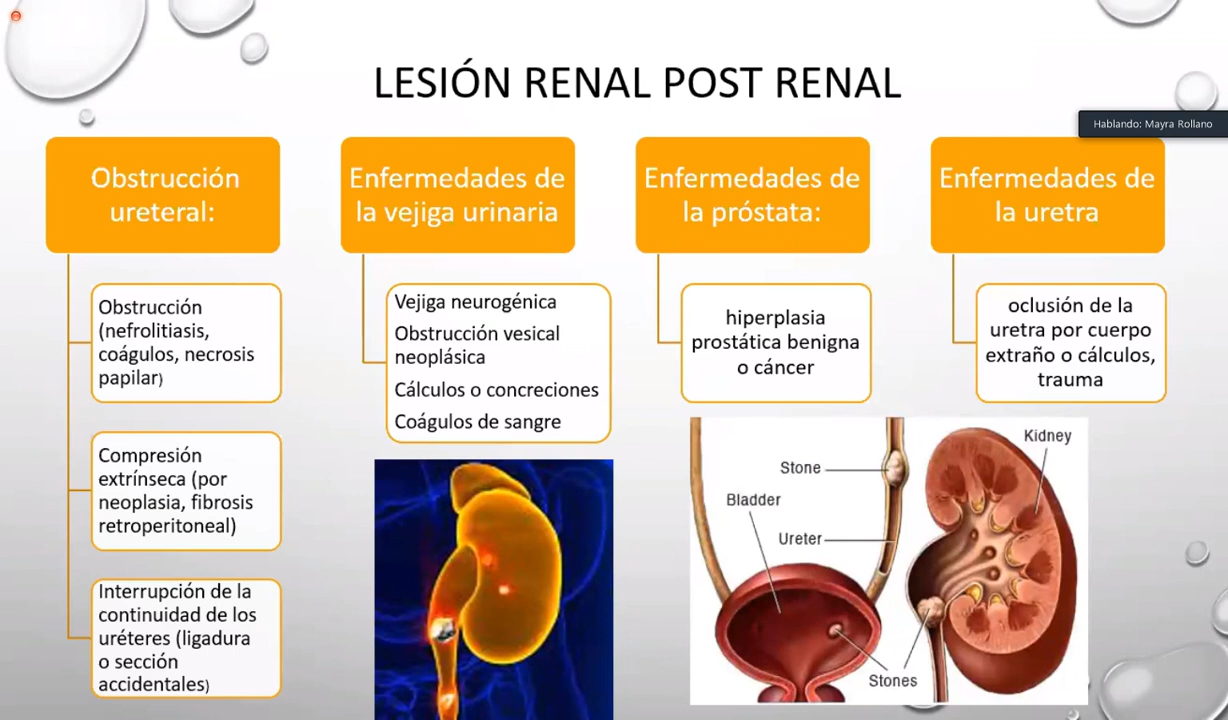 LESIÓN RENAL POST RENAL
Hablando: Mayra Rollano
Obstrucción
ureteral:
Obstrucción
(nefrolitiasis,
coágulos, necrosis
papilar)
Compresión
extrínseca (por
neoplasia, fibrosis
retroperitoneal)
Interrupción de la
continuidad de los
uréteres (ligadura
o sección
accidentales)
Enfermedades de
la vejiga urinaria
Vejiga neurogénica
Obstrucción vesical
neoplásica
Cálculos o concreciones
Coágulos de sangre
Enfermedades de
la próstata:
hiperplasia
prostática benigna
o cáncer
Enfermedades de
la uretra
oclusión de la
uretra por cuerpo
extraño o cálculos,
trauma
Kidney
Stone
Bladder
Ureter
Stones